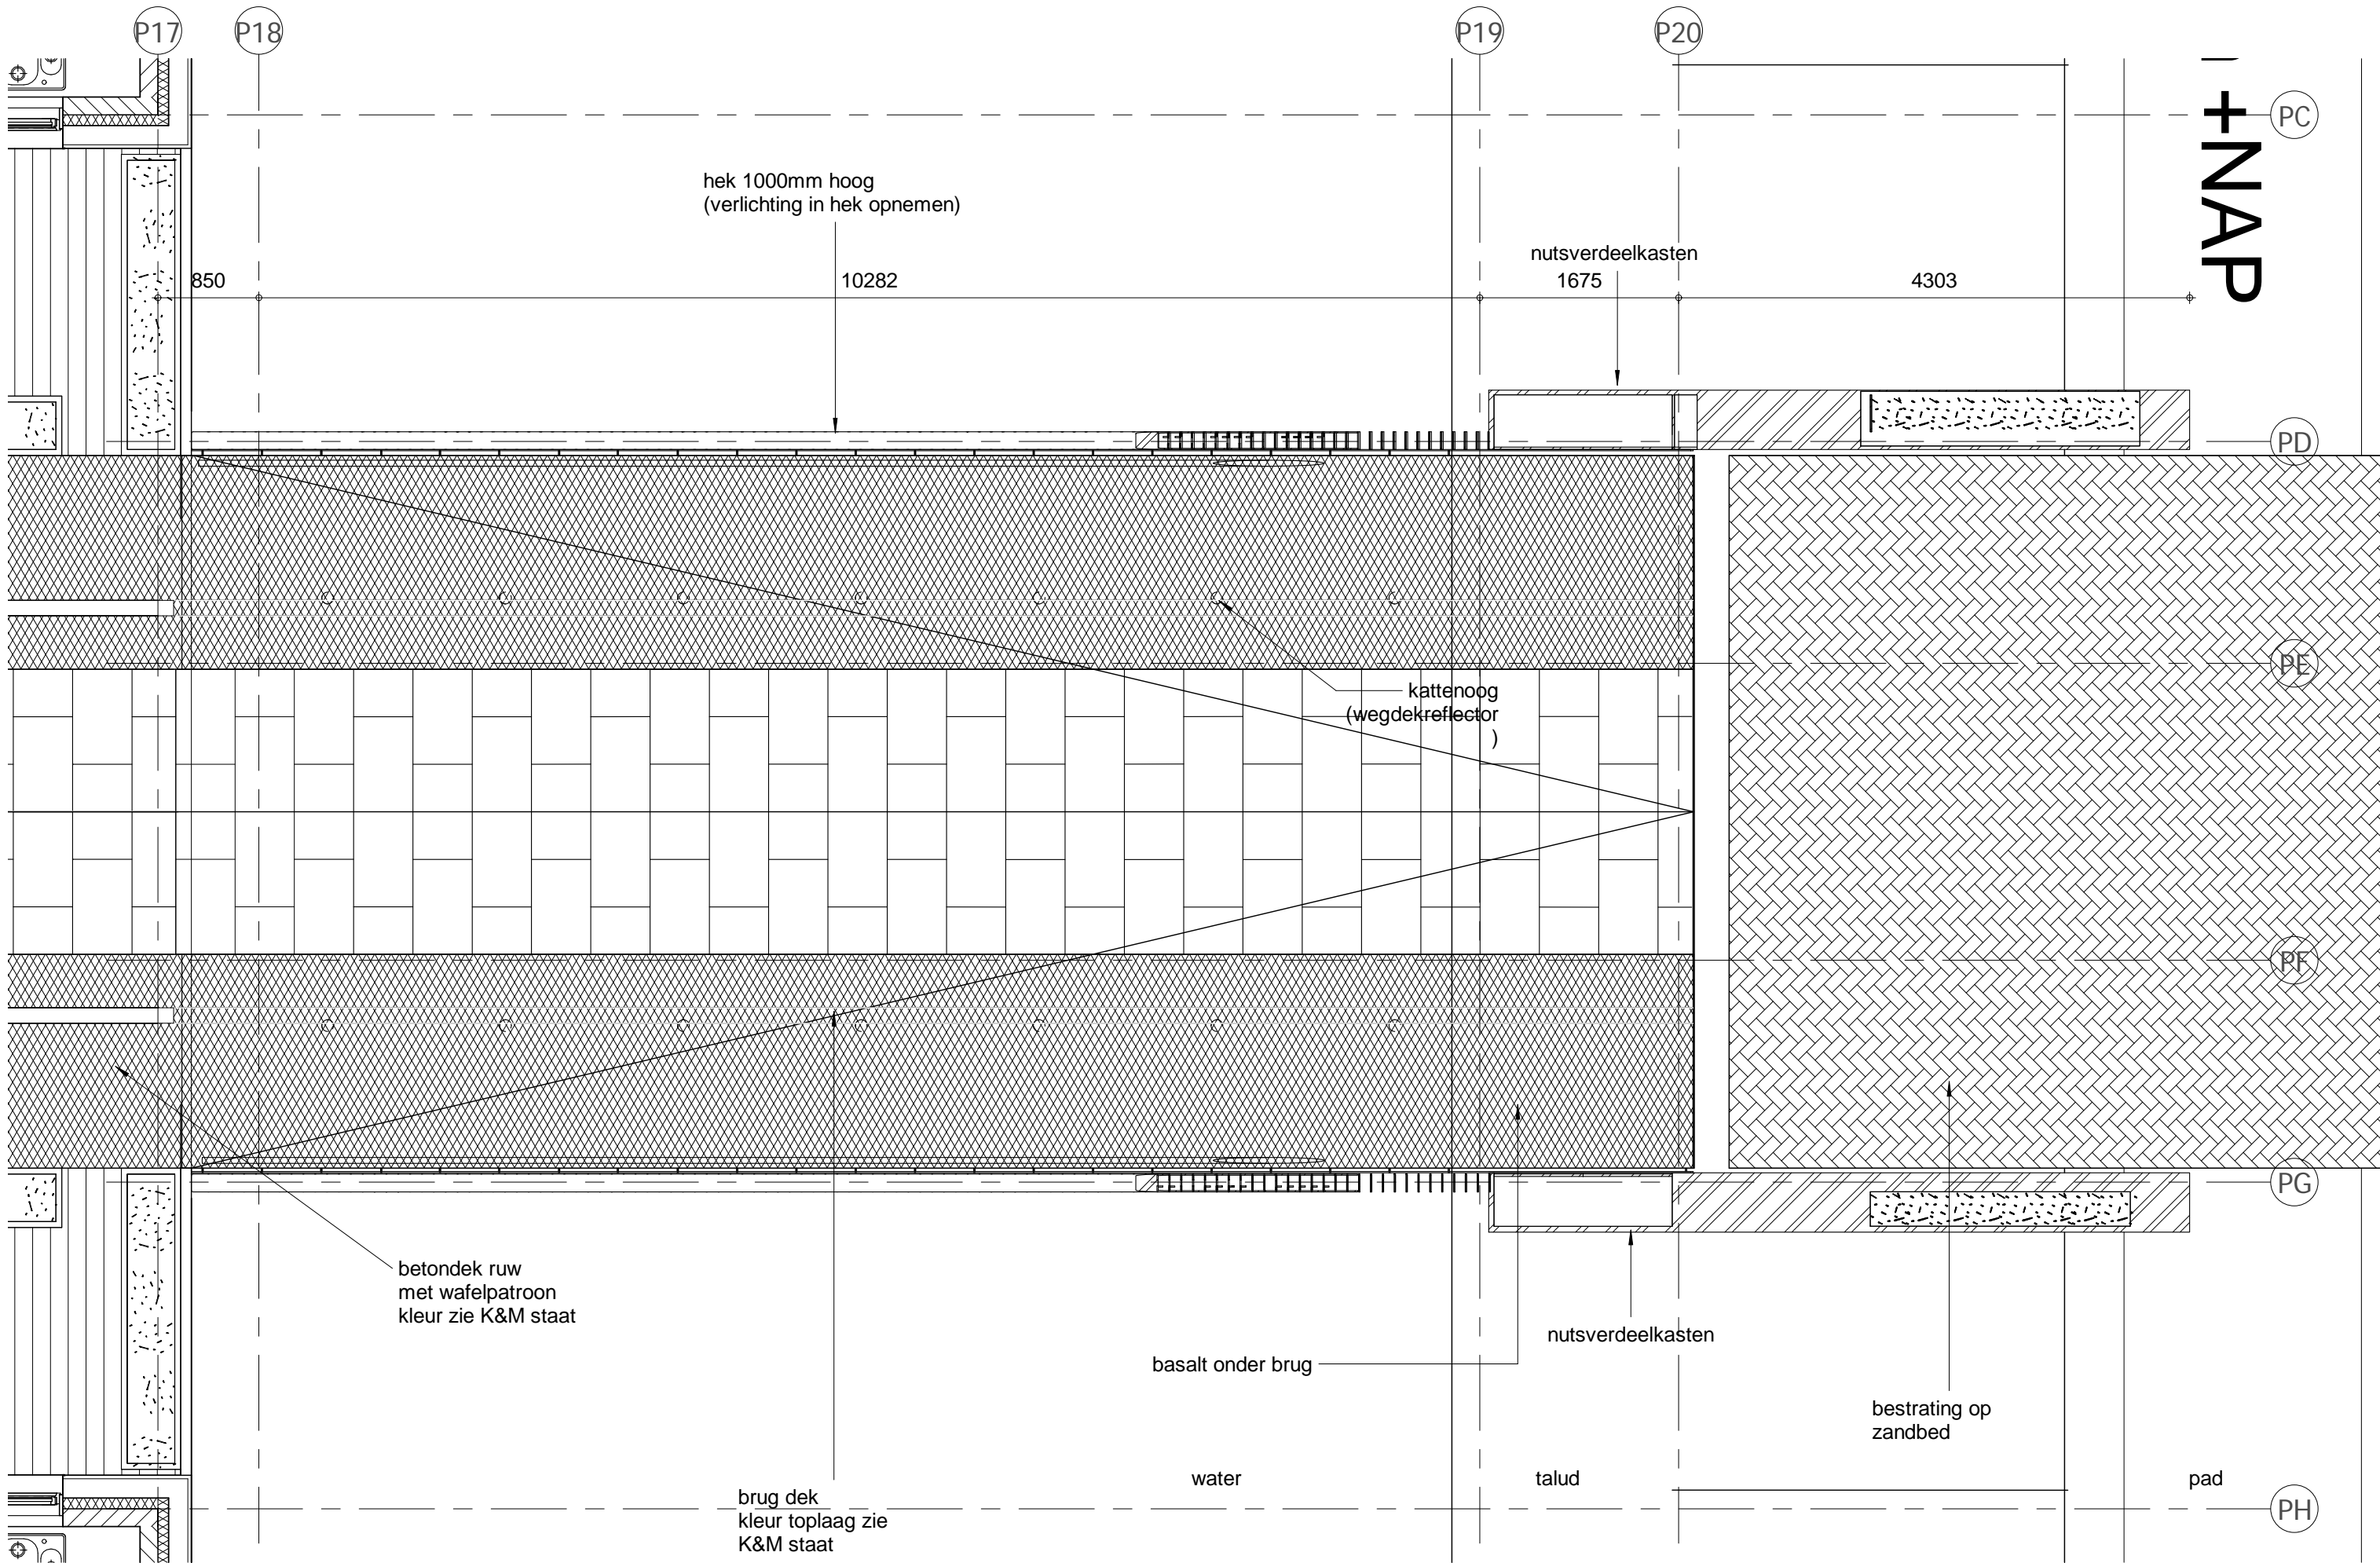 P17
P18
P19
P20
PC
+NAP
hek 1000mm hoog
(verlichting in hek opnemen)
nutsverdeelkasten
850
10282
1675
4303
PD
PE
kattenoog
(wegdekreflector
)
PF
PG
betondek ruw
met wafelpatroon
kleur zie K&M staat
nutsverdeelkasten
basalt onder brug
bestrating op
zandbed
water
talud
pad
brug dek
kleur toplaag zie
K&M staat
PH